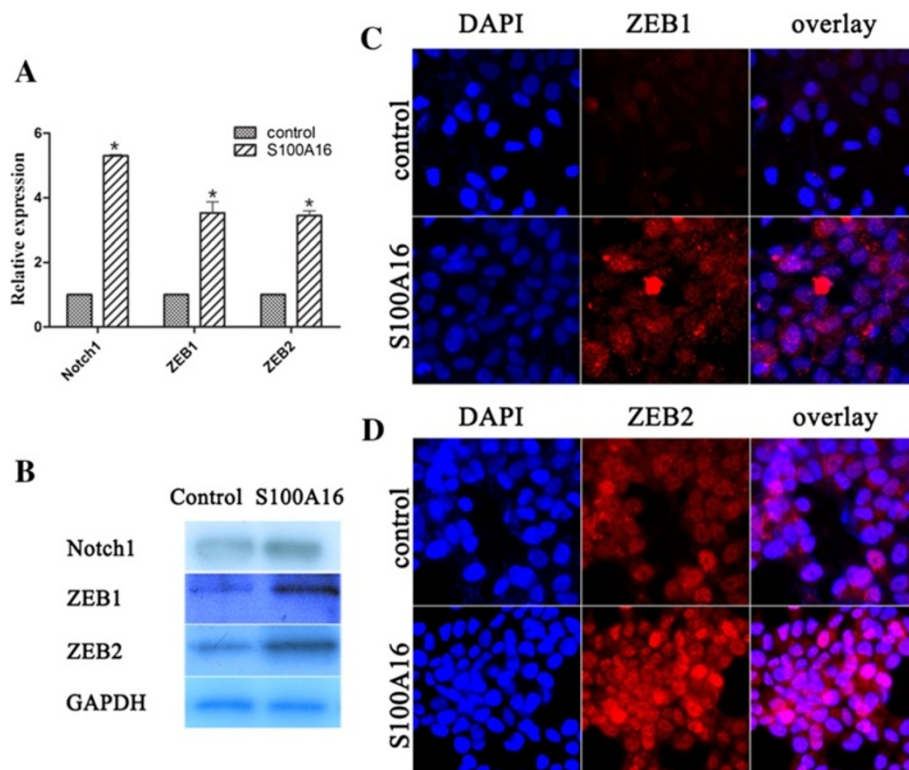 A
Relative expression
6
4
2
0
control
S100A16
*
*
*
Notch1
ZEB1
ZEB2
B
Control S100A16
Notch1
ZEB1
ZEB2
GAPDH
C
DAPI ZEB1 overlay
control
S100A16
D
DAPI ZEB2 overlay
control
S100A16